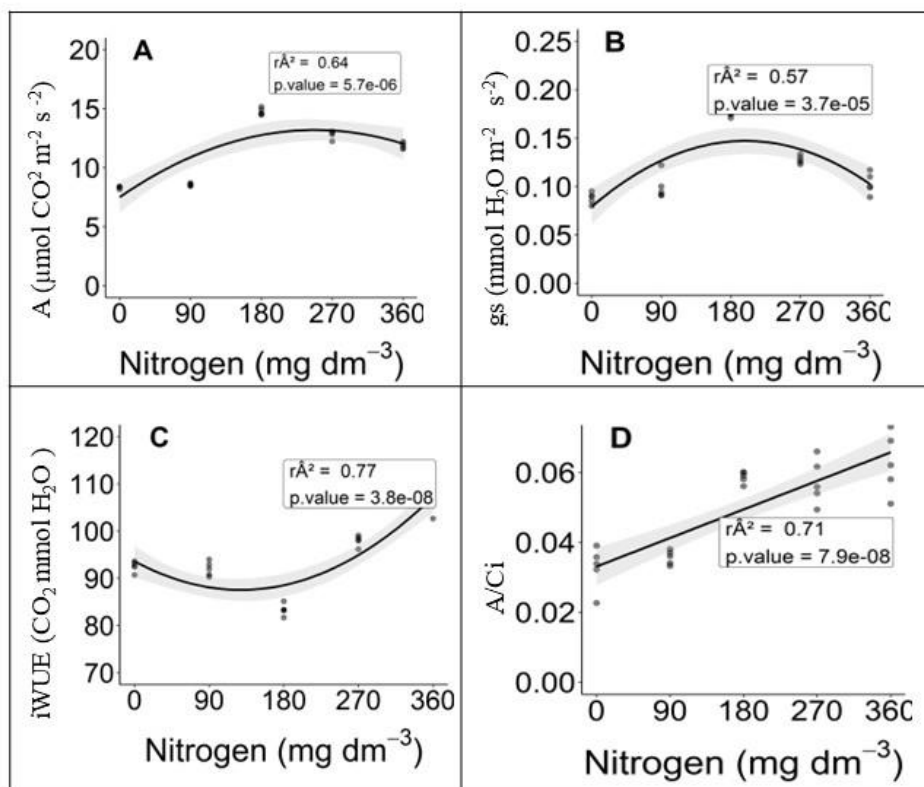 A
rÂ² = 0.64
p.value = 5.7e-06
20
15
10
5
0
A (µmol CO² m⁻² s⁻²)
0 90 180 270 360
Nitrogen (mg dm⁻³)
B
rÂ² = 0.57
p.value = 3.7e-05
0.25
0.20
0.15
0.10
0.05
0.00
gs (mmol H₂O m⁻² s⁻²)
0 90 180 270 360
Nitrogen (mg dm⁻³)
C
rÂ² = 0.77
p.value = 3.8e-08
120
110
100
90
80
70
iWUE (CO₂ mmol H₂O )
0 90 180 270 360
Nitrogen (mg dm⁻³)
D
rÂ² = 0.71
p.value = 7.9e-08
0.06
0.04
0.02
0.00
A/Ci
0 90 180 270 360
Nitrogen (mg dm⁻³)